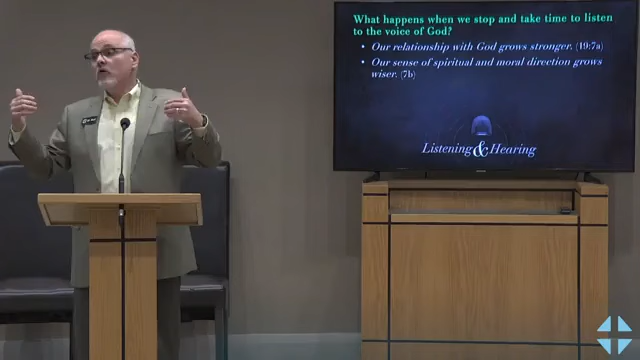 What happens when we stop and take time to listen
to the voice of God?
• Our relationship with God grows stronger. (19:7a)
• Our sense of spiritual and moral direction grows
wiser. (7b)
Listening & Hearing